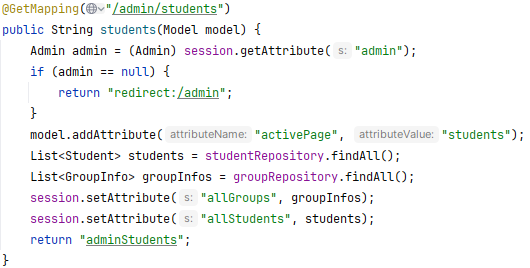 @GetMapping("/admin/students")
public String students(Model model) {
    Admin admin = (Admin) session.getAttribute( s: "admin");
    if (admin == null) {
        return "redirect:/admin";
    }
    model.addAttribute( attributeName: "activePage", attributeValue: "students");
    List<Student> students = studentRepository.findAll();
    List<GroupInfo> groupInfos = groupRepository.findAll();
    session.setAttribute( s: "allGroups", groupInfos);
    session.setAttribute( s: "allStudents", students);
    return "adminStudents";
}